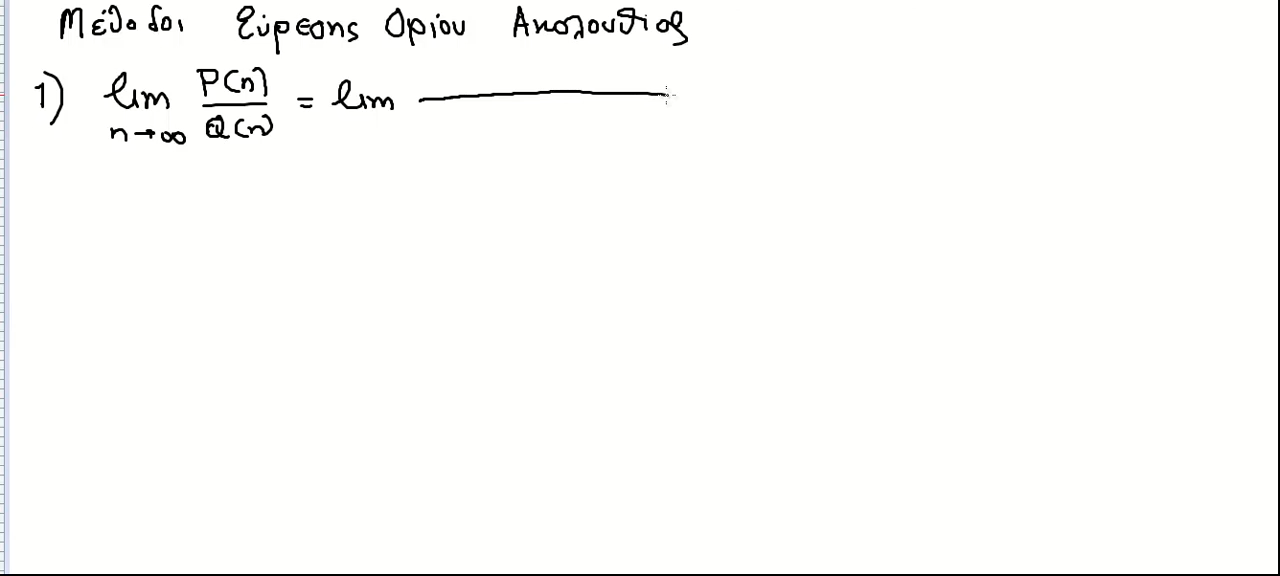 Μέθοδοι Εύρεσης Ορίου Ακολουθίας
1) lim n→∞ P(n)/Q(n) = lim